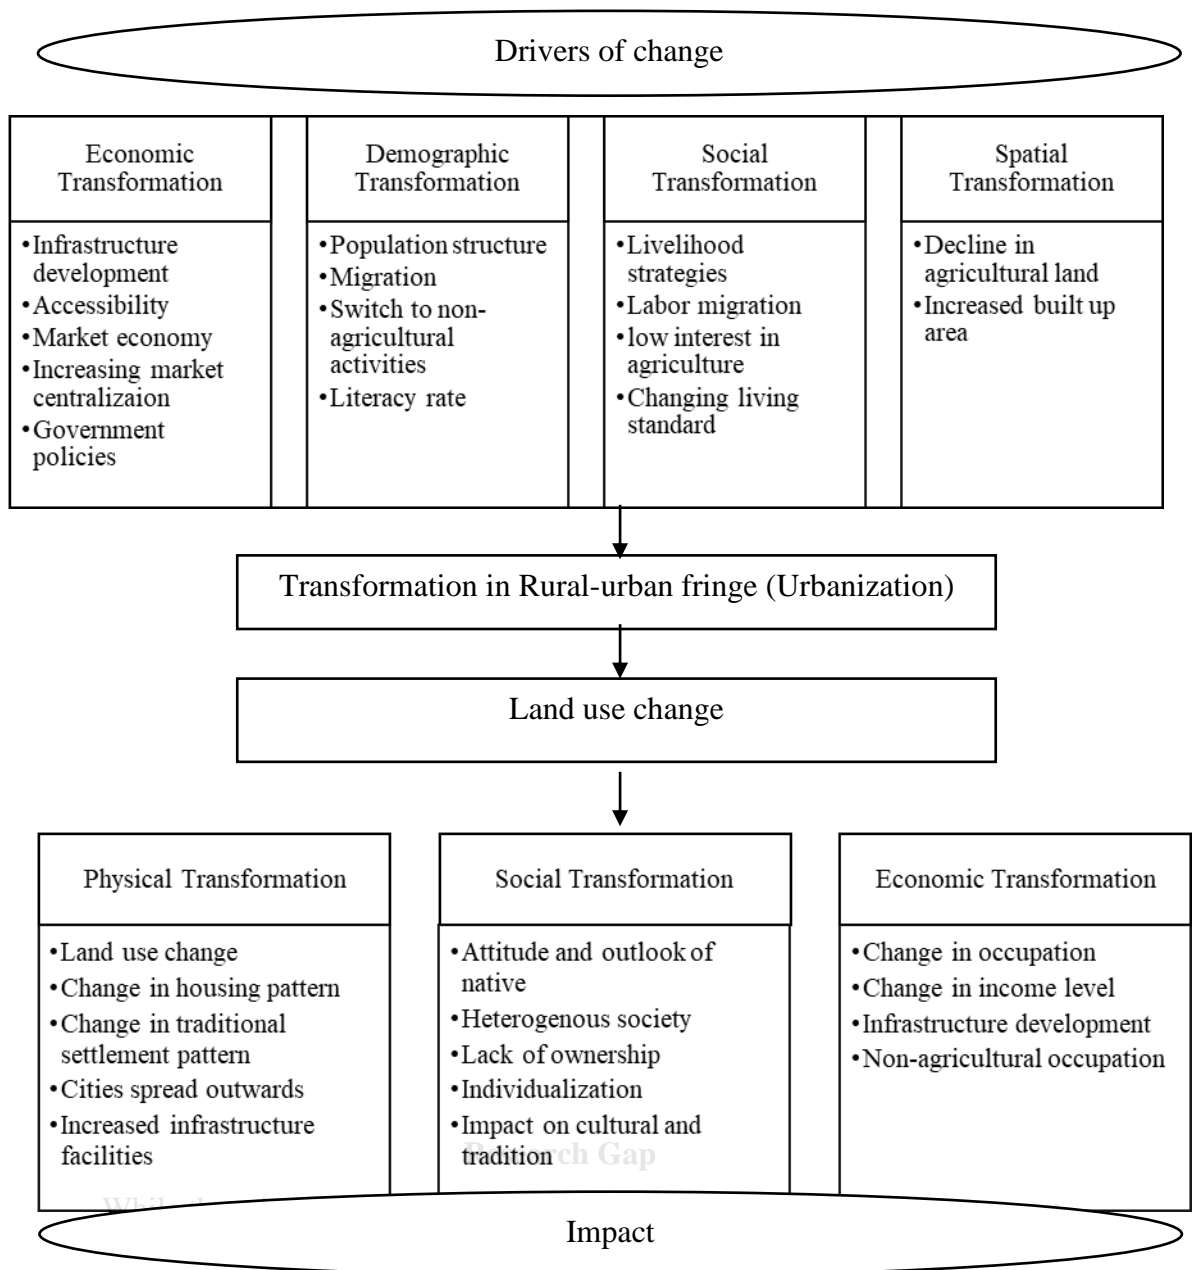 Drivers of change
Economic
Transformation
•Infrastructure
development
•Accessibility
•Market economy
•Increasing market
centralizaion
•Government
policies
Demographic
Transformation
•Population structure
•Migration
•Switch to non-
agricultural
activities
•Literacy rate
Social
Transformation
•Livelihood
strategies
•Labor migration
•low interest in
agriculture
•Changing living
standard
Spatial
Transformation
•Decline in
agricultural land
•Increased built up
area
Transformation in Rural-urban fringe (Urbanization)
Land use change
Physical Transformation
•Land use change
•Change in housing pattern
•Change in traditional
settlement pattern
•Cities spread outwards
•Increased infrastructure
facilities
Social Transformation
•Attitude and outlook of
native
•Heterogenous society
•Lack of ownership
•Individualization
•Impact on cultural and
tradition
Gap
Economic Transformation
•Change in occupation
•Change in income level
•Infrastructure development
•Non-agricultural occupation
Impact